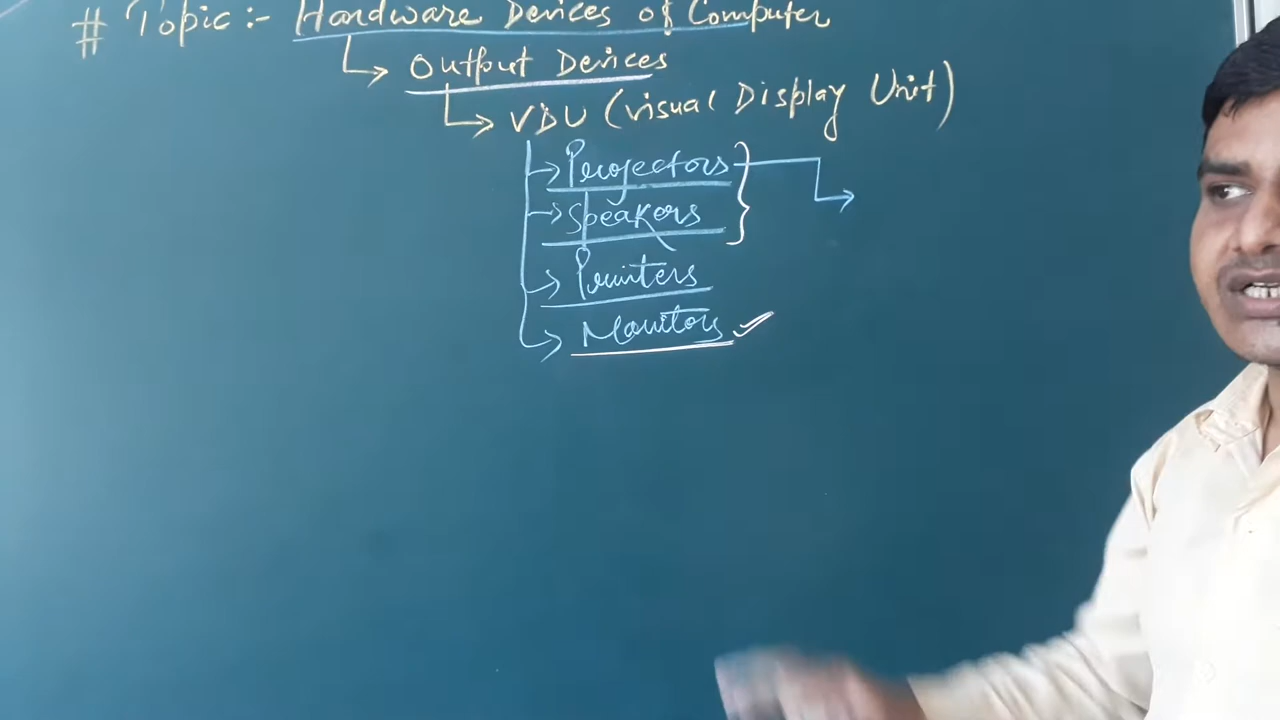 # Topic :- Hardware Devices of Computer
Output Devices
VDU (Visual Display Unit)
Projectors
Speakers
Printers
Monitors